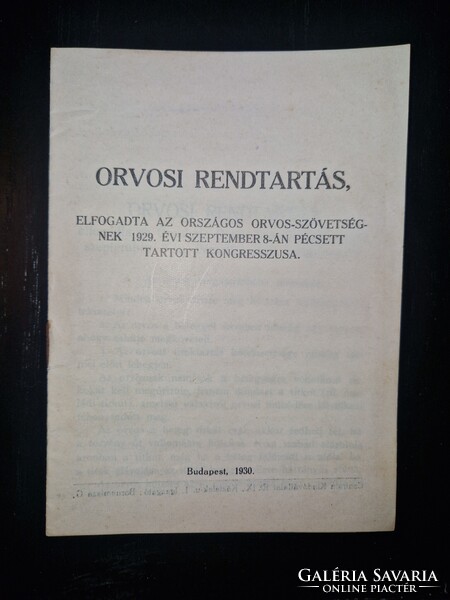 ORVOSI RENDTARTÁS,
ELFOGADTA AZ ORSZÁGOS ORVOS-SZÖVETSÉG-
NEK 1929. ÉVI SZEPTEMBER 8-ÁN PÉCSETT
TARTOTT KONGRESSZUSA.
Budapest, 1930.
GALÉRIA SAVARIA
ONLINE PIACTÉR